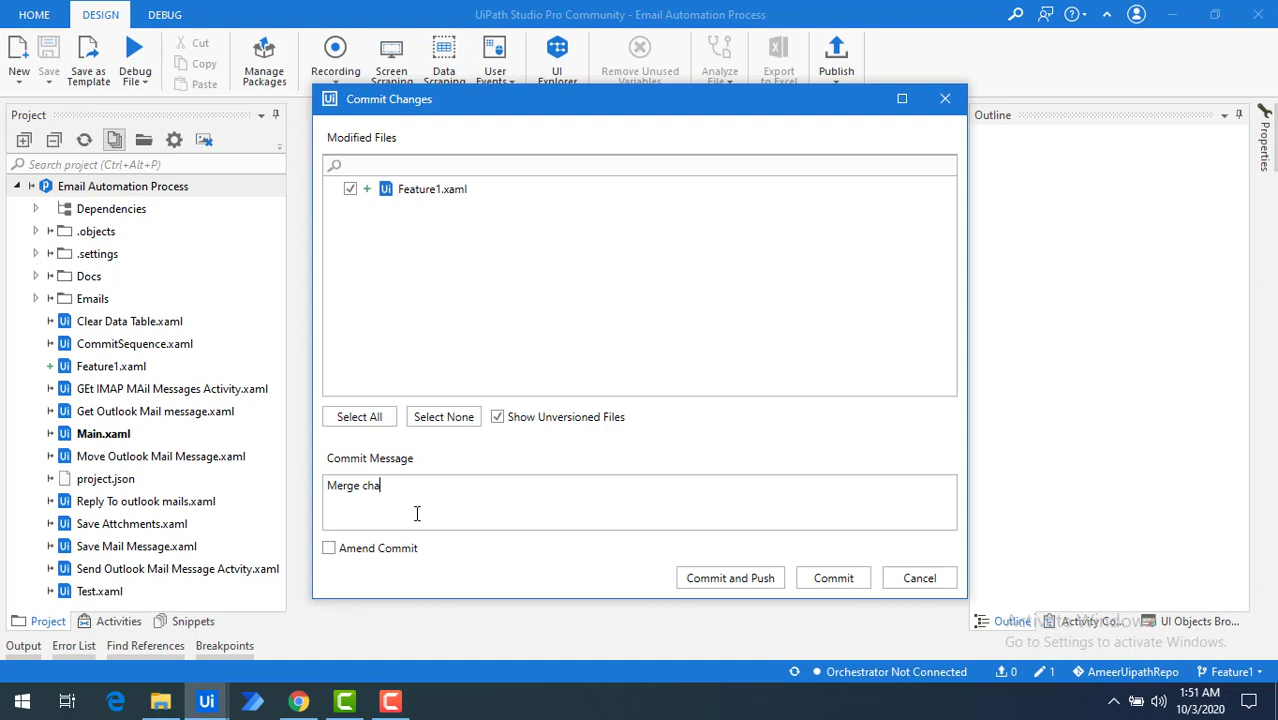 HOME
DESIGN
DEBUG
UiPath Studio Pro Community - Email Automation Process
New
Save
Save as Template
Debug File
Cut
Copy
Paste
Manage Packages
Recording
Screen Scraping
Data Scraping
User Events
UI Explorer
Remove Unused Variables
Analyze File
Export to Excel
Publish
Project
Search project (Ctrl+Alt+P)
Email Automation Process
Dependencies
.objects
.settings
Docs
Emails
Clear Data Table.xaml
CommitSequence.xaml
Feature1.xaml
GEt IMAP MAil Messages Activity.xaml
Get Outlook Mail message.xaml
Main.xaml
Move Outlook Mail Message.xaml
project.json
Reply To outlook mails.xaml
Save Attchments.xaml
Save Mail Message.xaml
Send Outlook Mail Message Actvity.xaml
Test.xaml
Project
Activities
Snippets
Ui Commit Changes
Modified Files
Ui Feature1.xaml
Select All
Select None
Show Unversioned Files
Commit Message
Merge cha
Amend Commit
Commit and Push
Commit
Cancel
Outline
Properties
Outline
Activity Co...
UI Objects Bro...
Activate Windows
Go to Settings to activate Windows.
Output
Error List
Find References
Breakpoints
Orchestrator Not Connected
0
1
AmeerUipathRepo
Feature1
1:51 AM
10/3/2020